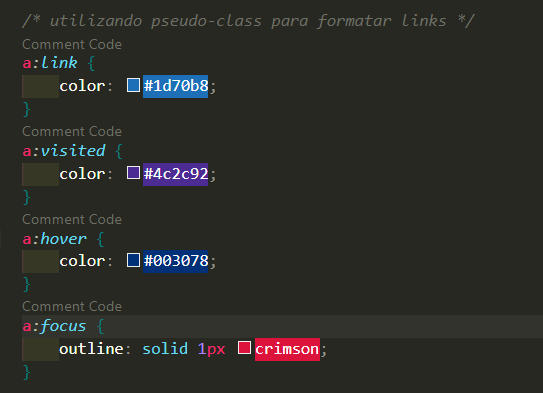 /* utilizando pseudo-class para formatar links */
Comment Code
a:link {
color: #1d70b8;
}
Comment Code
a:visited {
color: #4c2c92;
}
Comment Code
a:hover {
color: #003078;
}
Comment Code
a:focus {
outline: solid 1px crimson;
}